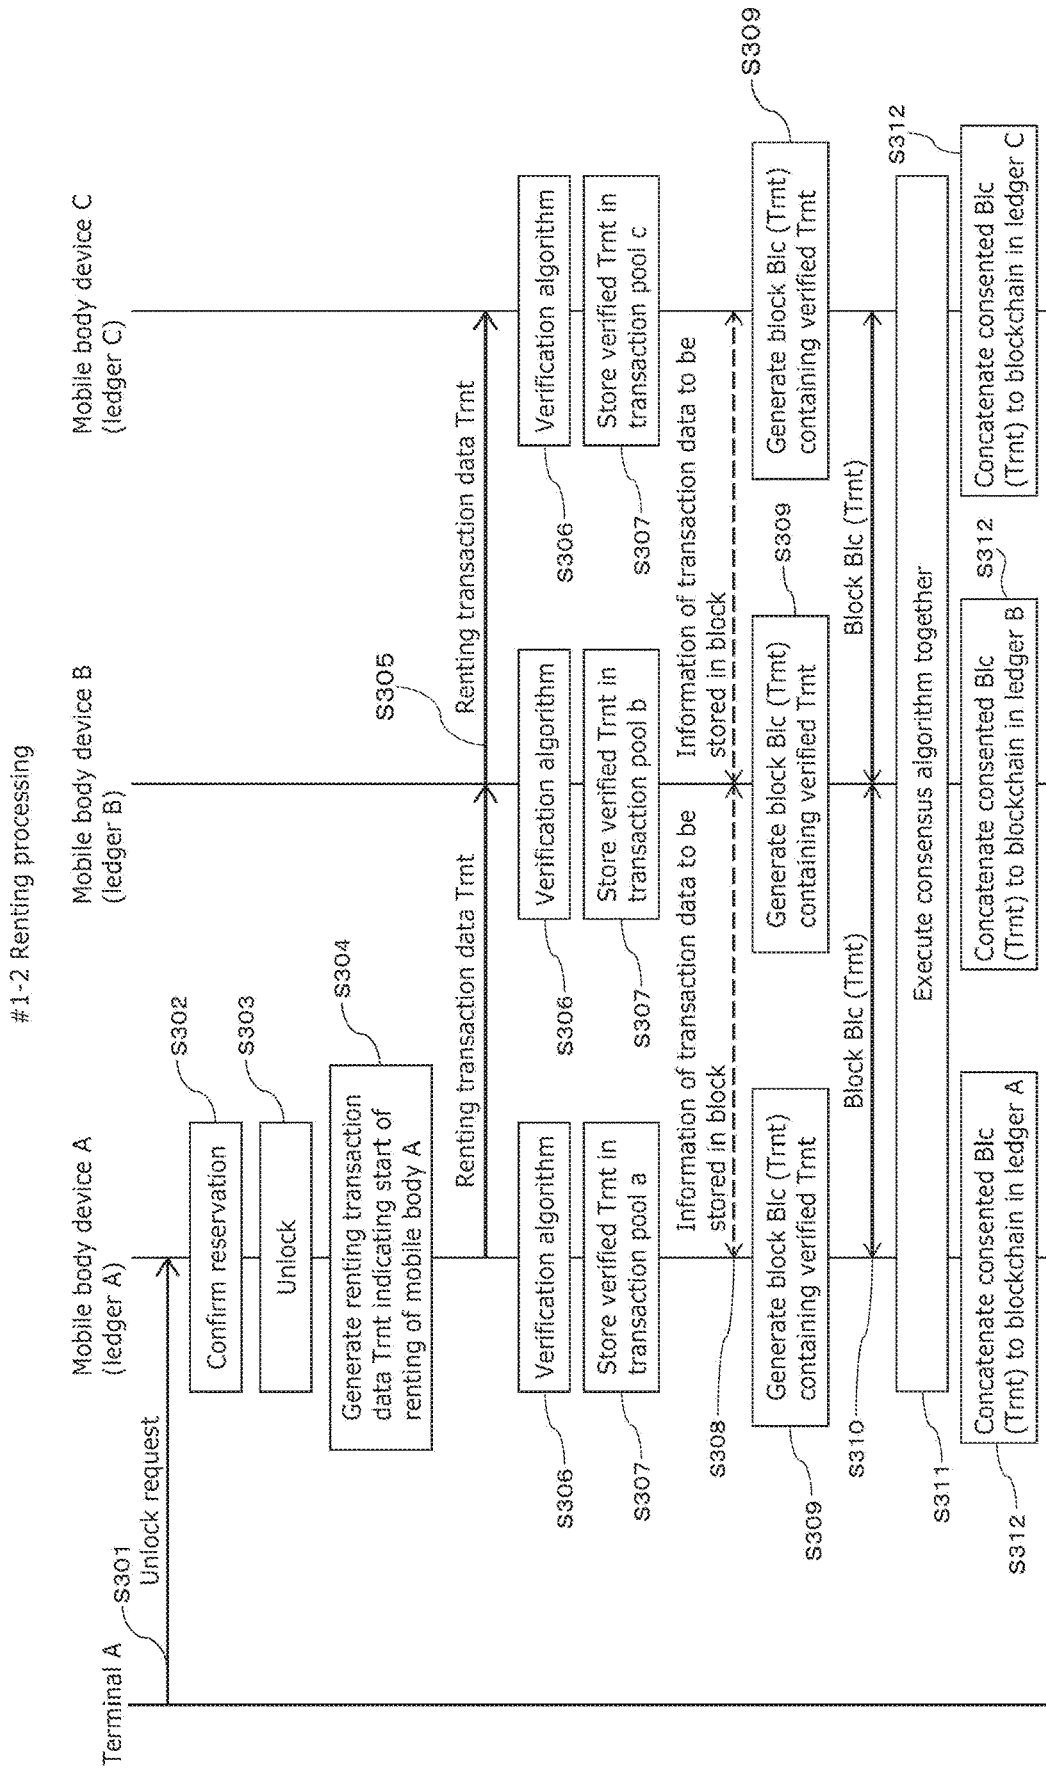 #1-2 Renting processing
Terminal A
Mobile body device A
(ledger A)
Mobile body device B
(ledger B)
Mobile body device C
(ledger C)
S301
Unlock request
Confirm reservation
S302
Unlock
S303
Generate renting transaction
data Trnt indicating start of
renting of mobile body A
S304
Renting transaction data Trnt
S305
Renting transaction data Trnt
S306
Verification algorithm
S306
Verification algorithm
S306
Verification algorithm
S307
Store verified Trnt in
transaction pool a
S307
Store verified Trnt in
transaction pool b
S307
Store verified Trnt in
transaction pool c
S308
Information of transaction data to be
stored in block
Information of transaction data to be
stored in block
S309
Generate block Blc (Trnt)
containing verified Trnt
Generate block Blc (Trnt)
containing verified Trnt
S309
Generate block Blc (Trnt)
containing verified Trnt
S309
S310
Block Blc (Trnt)
Block Blc (Trnt)
S311
Execute consensus algorithm together
S312
Concatenate consented Blc
(Trnt) to blockchain in ledger A
Concatenate consented Blc
(Trnt) to blockchain in ledger B
S312
Concatenate consented Blc
(Trnt) to blockchain in ledger C
S312